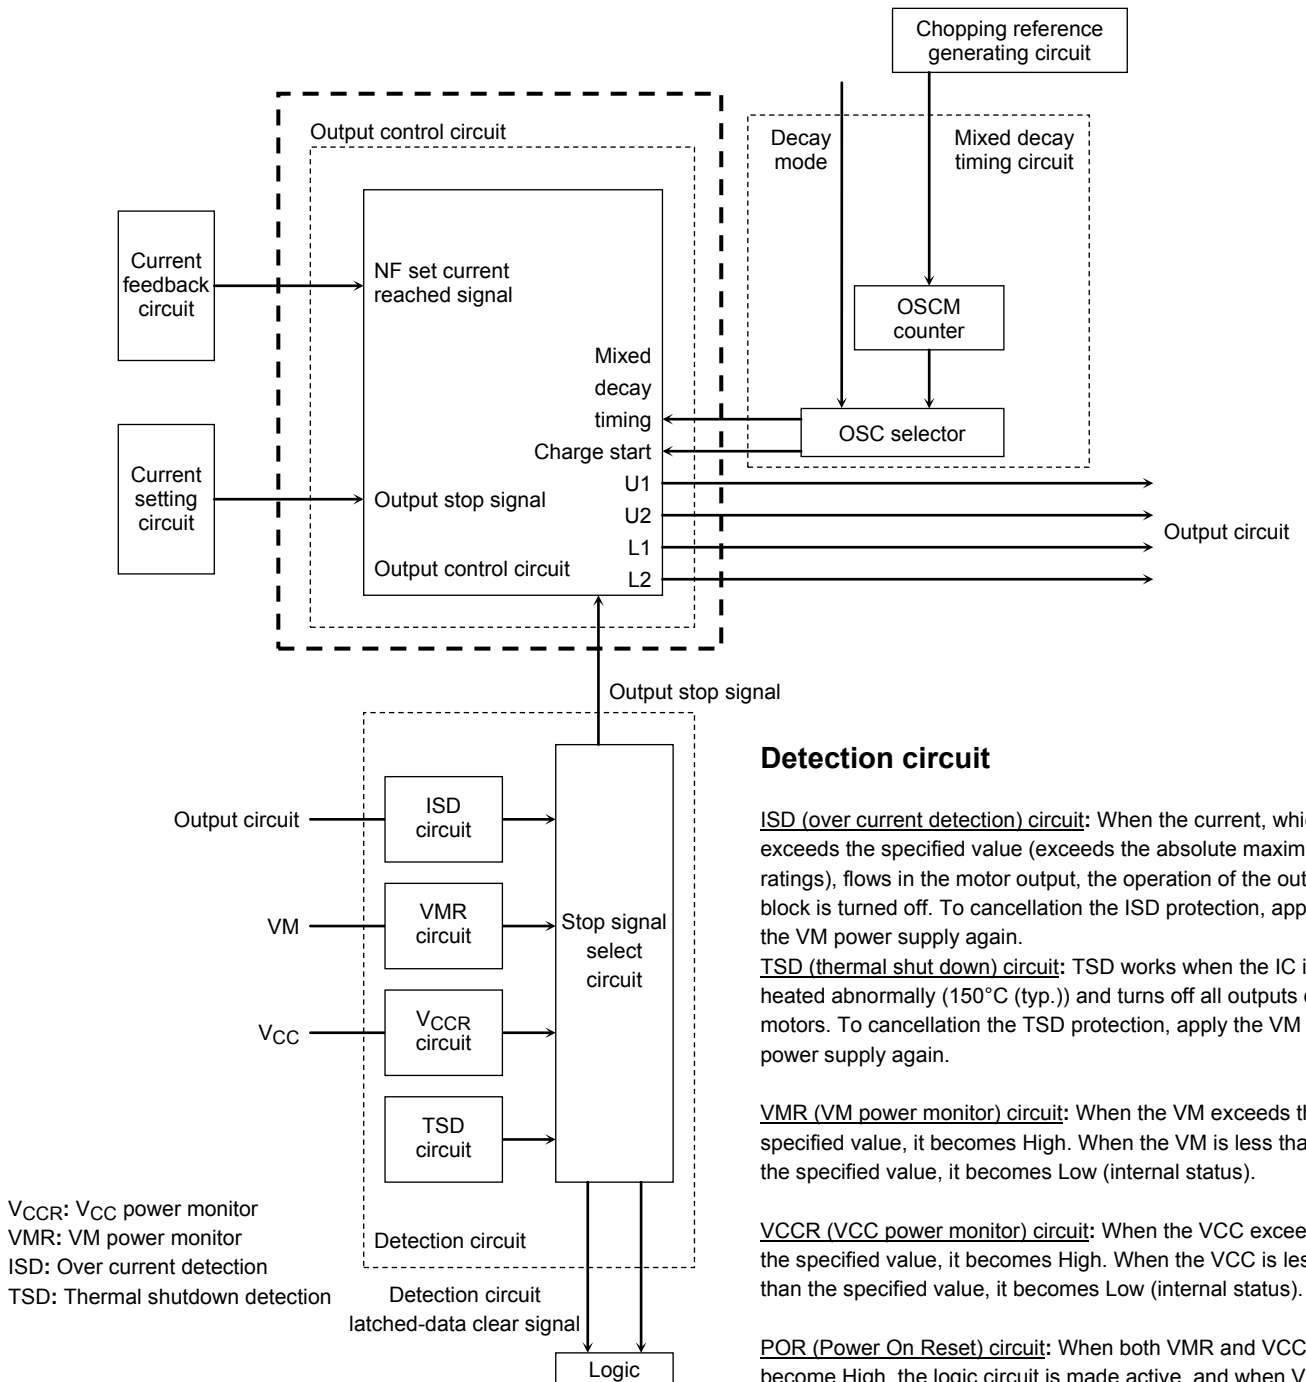 Chopping reference
generating circuit
Output control circuit
Decay
mode
Mixed decay
timing circuit
Current
feedback
circuit
NF set current
reached signal
OSCM
counter
Mixed
decay
timing
OSC selector
Charge start
Current
setting
circuit
U1
Output stop signal
U2
Output circuit
L1
Output control circuit
L2
Output stop signal
Output circuit
ISD
circuit
VM
VMR
circuit
Stop signal
select
circuit
VCC
VCCR
circuit
TSD
circuit
Detection circuit
VCCR: VCC power monitor
VMR: VM power monitor
ISD: Over current detection
TSD: Thermal shutdown detection
Detection circuit
latched-data clear signal
Logic
Detection circuit
ISD (over current detection) circuit: When the current, whi
exceeds the specified value (exceeds the absolute maxim
ratings), flows in the motor output, the operation of the out
block is turned off. To cancellation the ISD protection, app
the VM power supply again.
TSD (thermal shut down) circuit: TSD works when the IC i
heated abnormally (150°C (typ.)) and turns off all outputs
motors. To cancellation the TSD protection, apply the VM
power supply again.
VMR (VM power monitor) circuit: When the VM exceeds th
specified value, it becomes High. When the VM is less tha
the specified value, it becomes Low (internal status).
VCCR (VCC power monitor) circuit: When the VCC excee
the specified value, it becomes High. When the VCC is les
than the specified value, it becomes Low (internal status).
POR (Power On Reset) circuit: When both VMR and VCC
become High, the logic circuit is made active, and when V